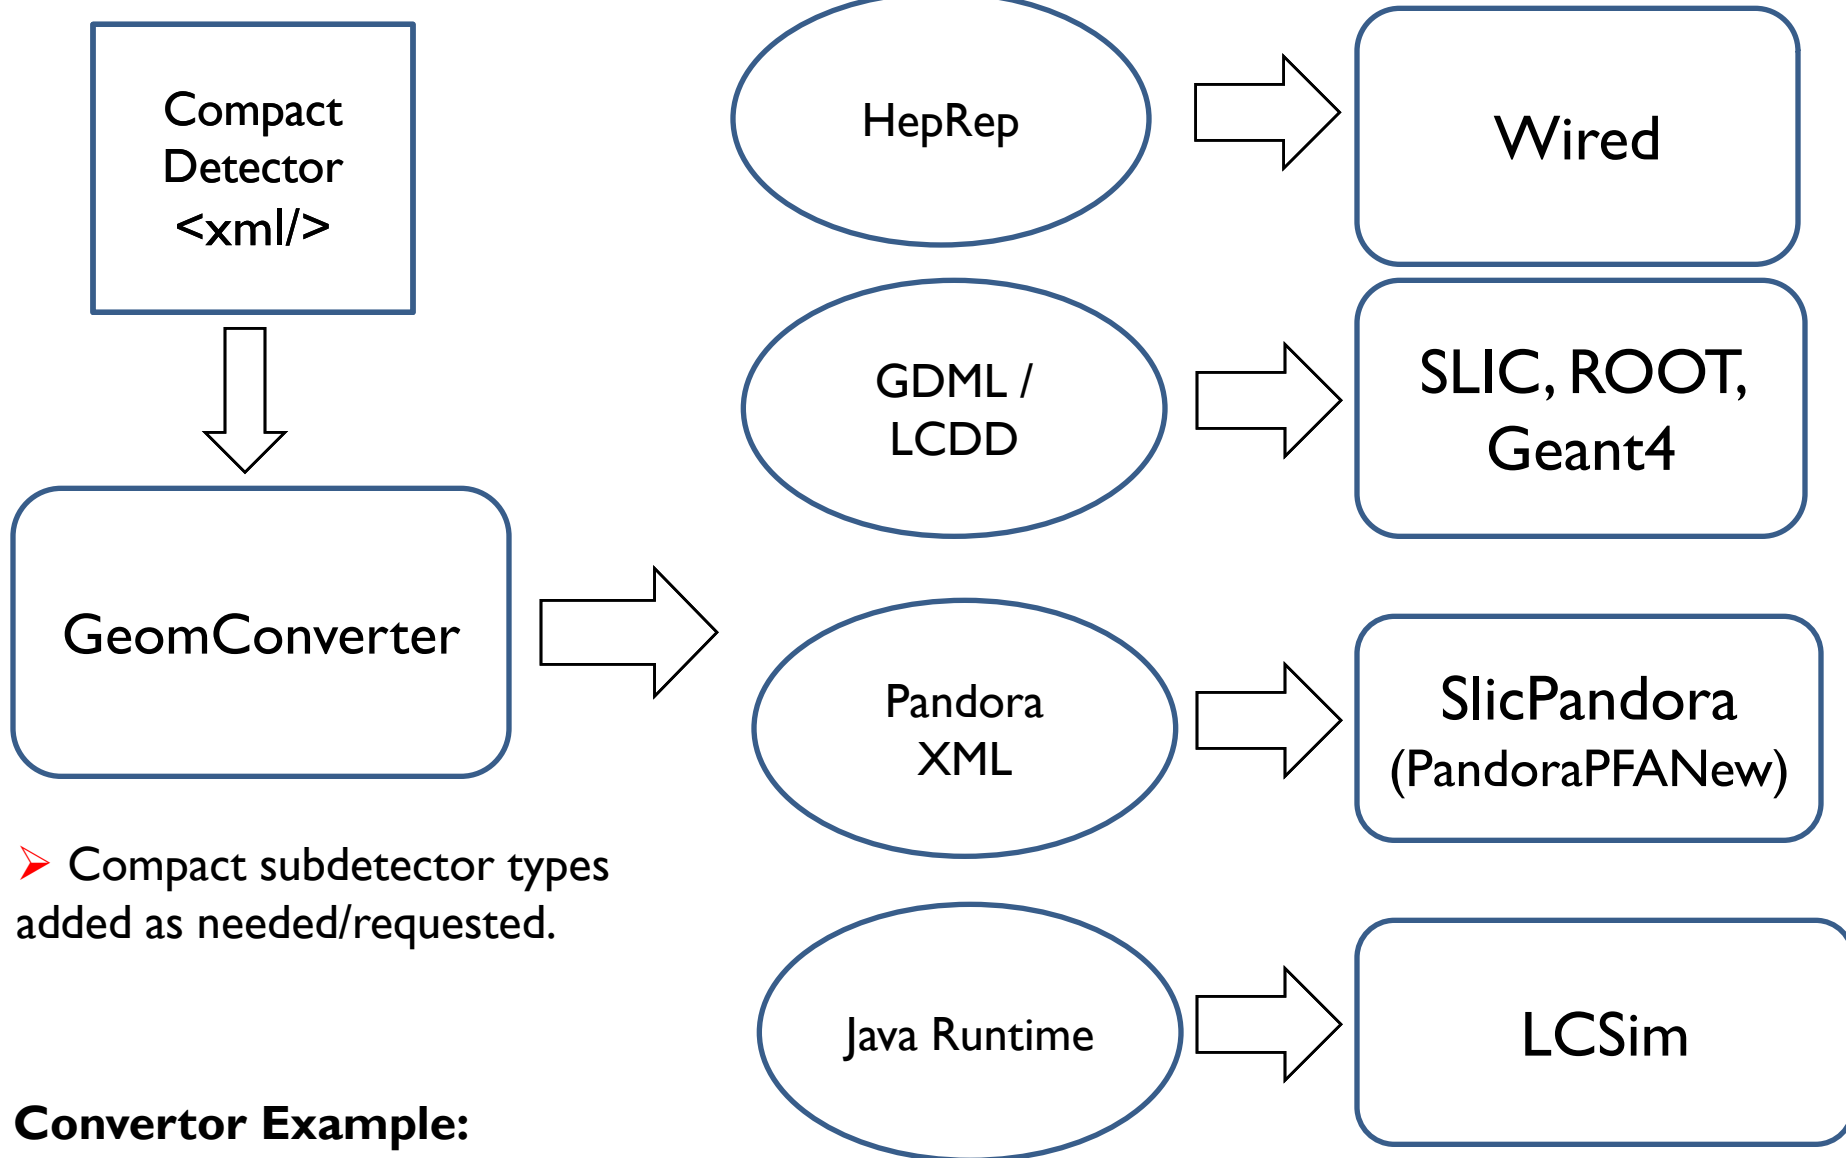 Compact
Detector
<xml/>
GeomConverter
➢ Compact subdetector types
added as needed/requested.
Convertor Example:
HepRep
Wired
GDML /
LCDD
SLIC, ROOT,
Geant4
Pandora
XML
SlicPandora
(PandoraPFANew)
Java Runtime
LCSim